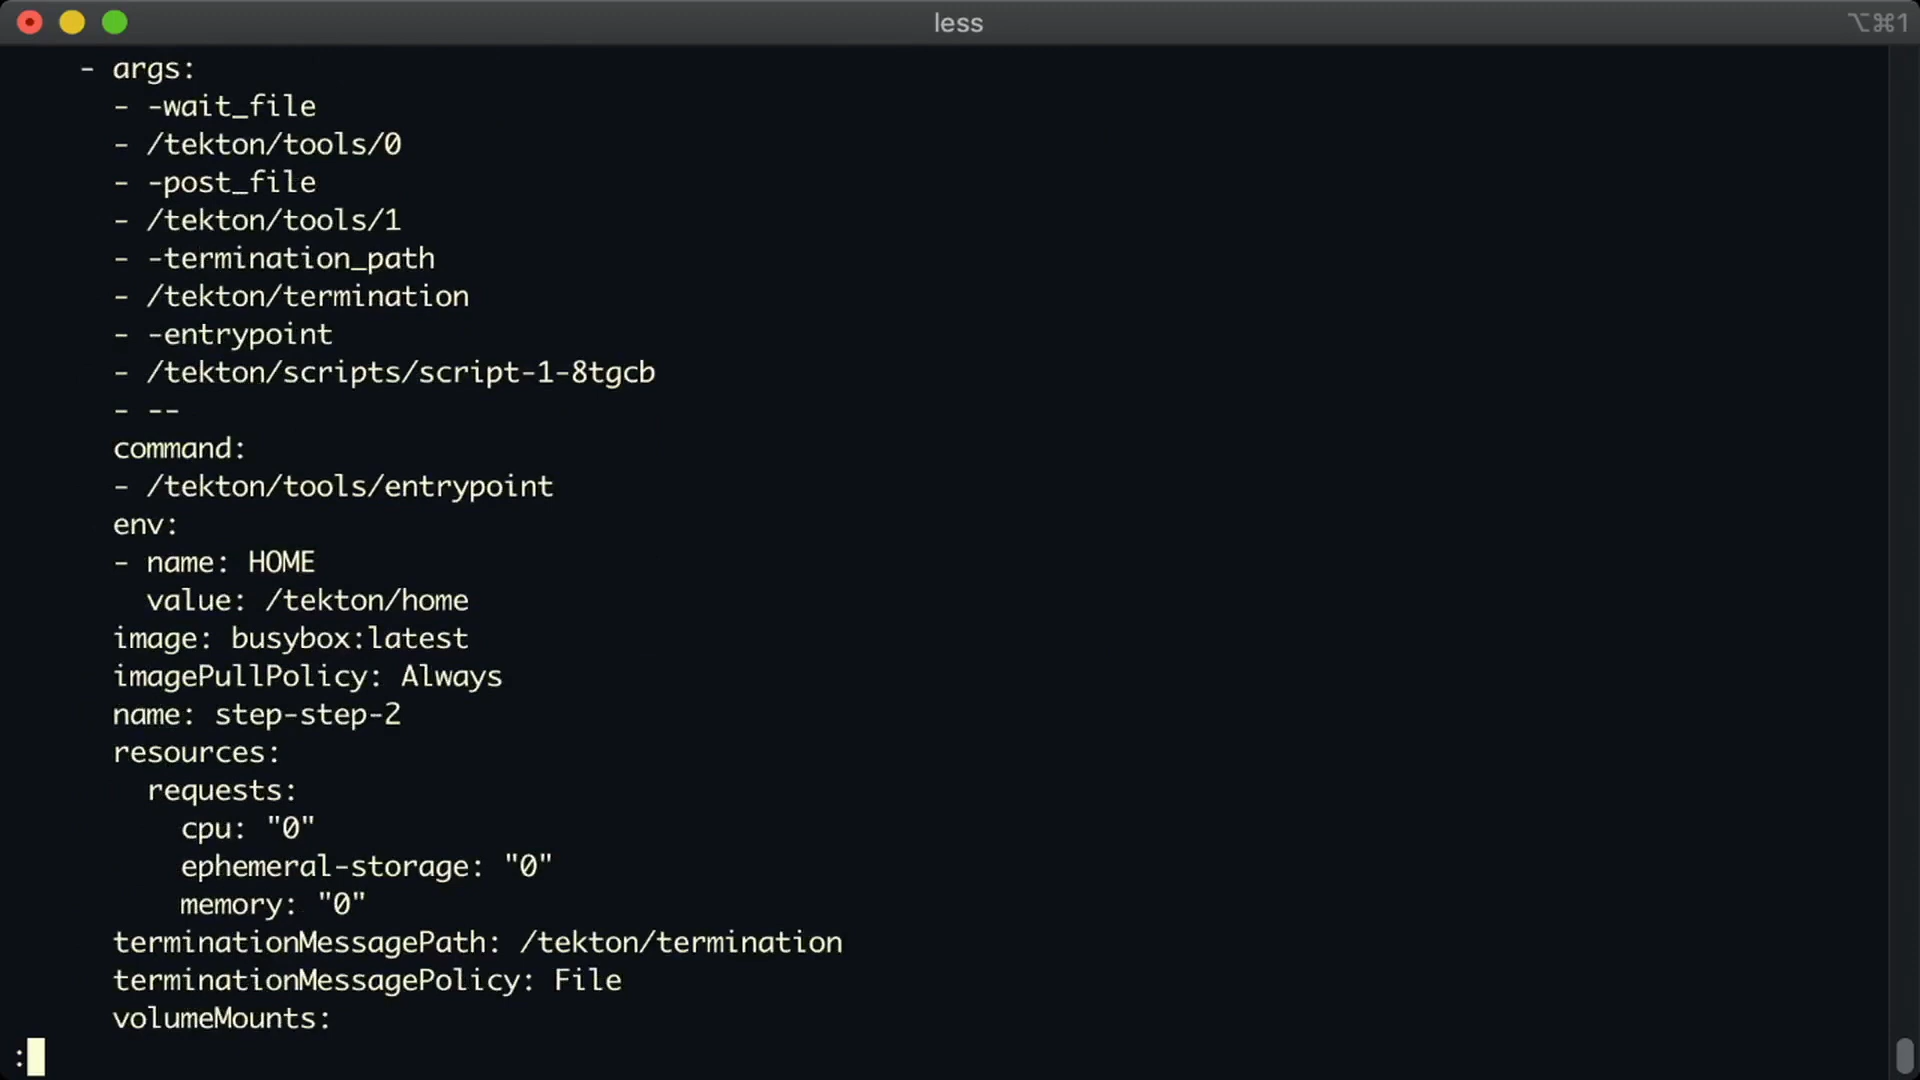 less
⌥⌘1
- args:
- -wait_file
- /tekton/tools/0
- -post_file
- /tekton/tools/1
- -termination_path
- /tekton/termination
- -entrypoint
- /tekton/scripts/script-1-8tgcb
- --
command:
- /tekton/tools/entrypoint
env:
- name: HOME
value: /tekton/home
image: busybox:latest
imagePullPolicy: Always
name: step-step-2
resources:
requests:
cpu: "0"
ephemeral-storage: "0"
memory: "0"
terminationMessagePath: /tekton/termination
terminationMessagePolicy: File
volumeMounts:
: